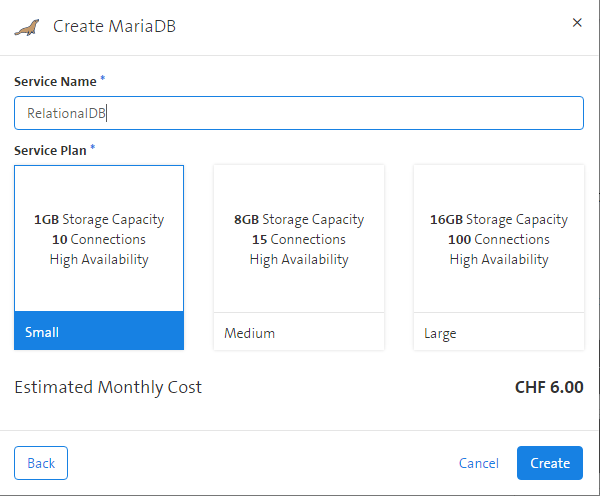 Create MariaDB
×
Service Name *
RelationalDB
Service Plan *
1GB Storage Capacity
10 Connections
High Availability
Small
8GB Storage Capacity
15 Connections
High Availability
Medium
16GB Storage Capacity
100 Connections
High Availability
Large
Estimated Monthly Cost CHF 6.00
Back Cancel Create